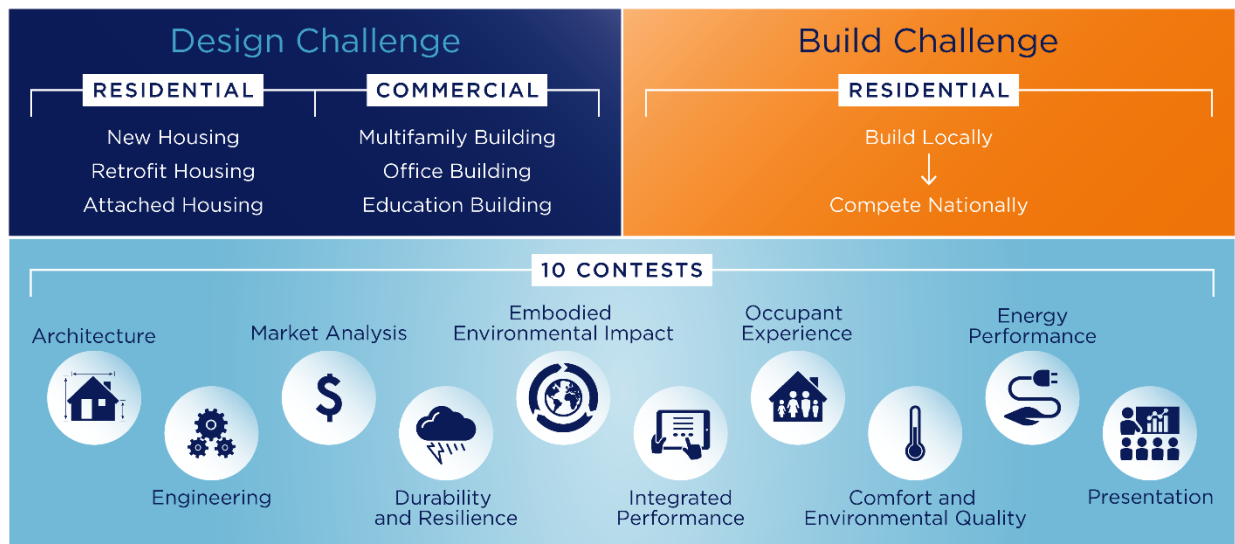 Design Challenge
RESIDENTIAL
New Housing
Retrofit Housing
Attached Housing
COMMERCIAL
Multifamily Building
Office Building
Education Building
Build Challenge
RESIDENTIAL
Build Locally
Compete Nationally
10 CONTESTS
Architecture
Engineering
Market Analysis
Durability
and Resilience
Embodied
Environmental Impact
Integrated
Performance
Occupant
Experience
Comfort and
Environmental Quality
Energy
Performance
Presentation